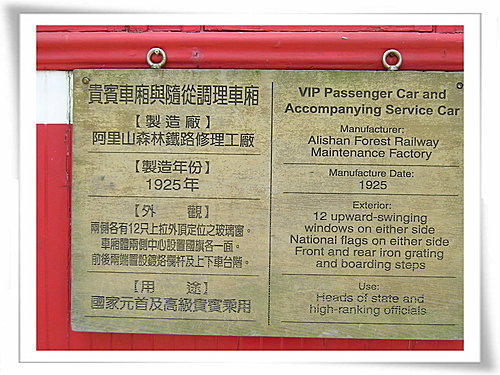 貴賓車廂與隨從調理車廂
【製造廠】
阿里山森林鐵路修理工廠
【製造年份】
1925年
【外 觀】
兩側各有12只上拉外頂定位之玻璃窗。
車廂體兩側中心設置國旗各一面。
前後兩端置設鍍烙欄杆及上下車台階。
【用 途】
國家元首及高級貴賓乘用
VIP Passenger Car and
Accompanying Service Car
Manufacturer:
Alishan Forest Railway
Maintenance Factory
Manufacture Date:
1925
Exterior:
12 upward-swinging
windows on either side
National flags on either side
Front and rear iron grating
and boarding steps
Use:
Heads of state and
high-ranking officials